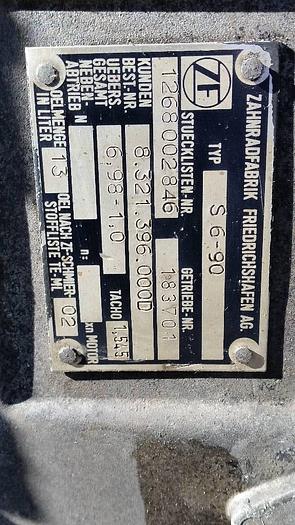 ZF
ZAHNRADFABRIK FRIEDRICHSHAFEN AG.
TYP S 6-90
STUECKLISTEN-NR. GETRIEBE-NR.
1268002846 183701
KUNDEN BEST.-NR. 8.321.396.000D
UEBERS. GESAMT 6,98-1,0 TACHO 1,545
NEBEN- ABTRIEB N n= x n MOTOR
OELMENGE IN LITER 13 OEL NACH ZF-SCHMIER- STOFFLISTE TE-ML 02